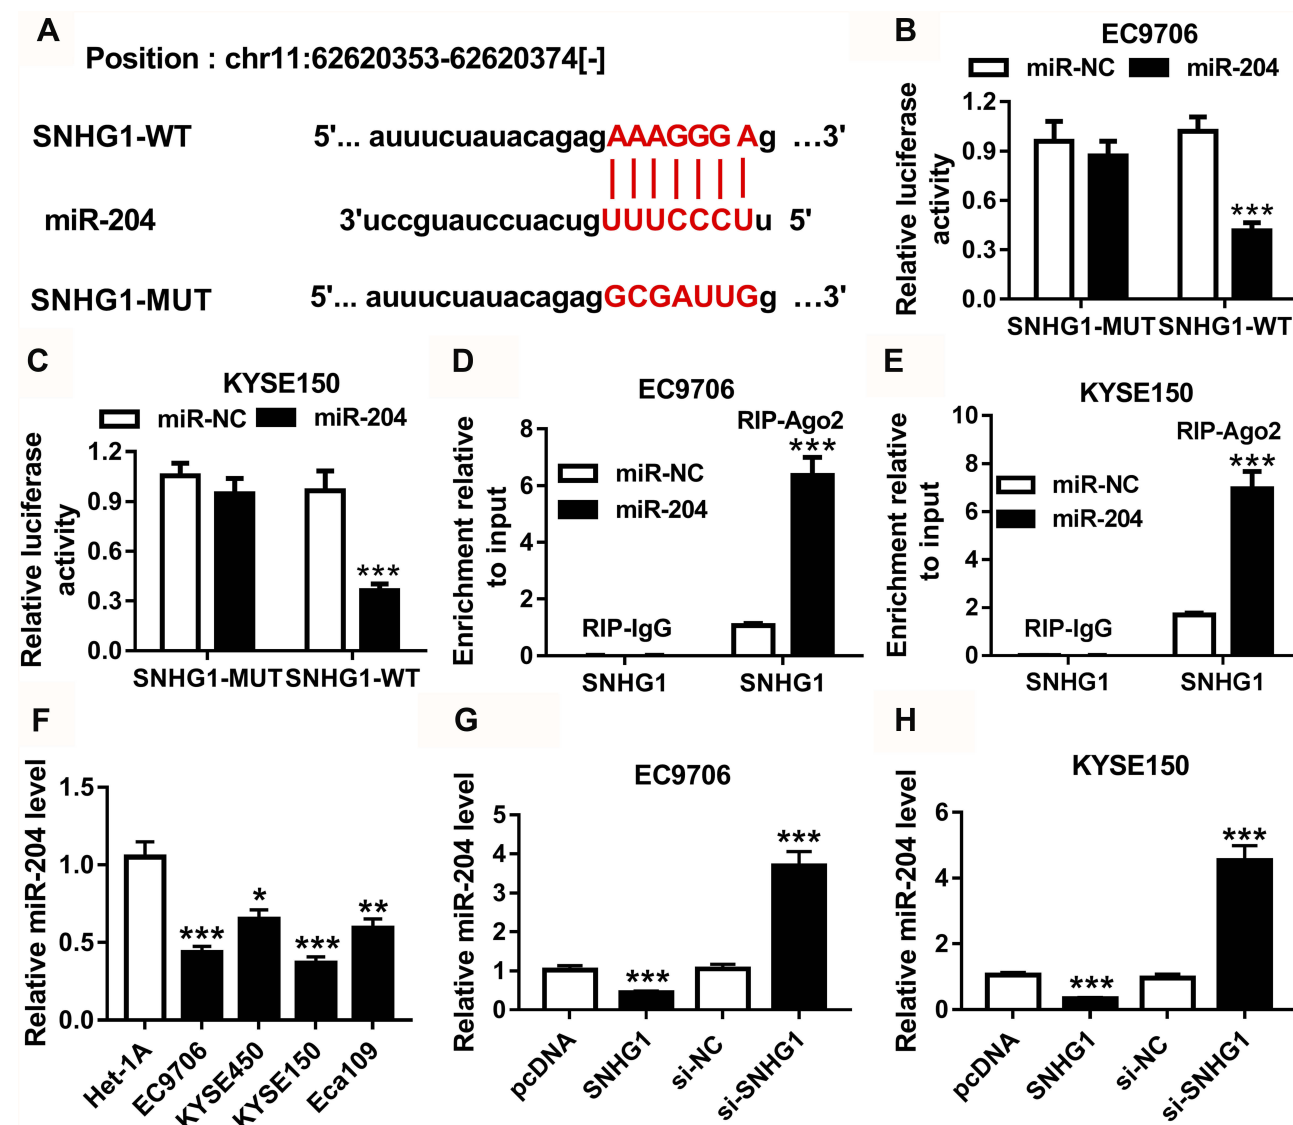 A
Position : chr11:62620353-62620374[-]
SNHG1-WT 5'... auuucuauacagagAAAGGG Ag ...3'
miR-204 3'uccguauccuacugUUUCCCUu 5'
SNHG1-MUT 5'... auuucuauacagagGCGAUUGg ...3'
B
EC9706
miR-NC miR-204
Relative luciferase
activity
1.2
0.9
0.6
0.3
0.0
***
SNHG1-MUT SNHG1-WT
C
KYSE150
miR-NC miR-204
Relative luciferase
activity
1.2
0.9
0.6
0.3
0.0
***
SNHG1-MUT SNHG1-WT
D
EC9706
RIP-Ago2
***
miR-NC
miR-204
Enrichment relative
to input
8
6
4
2
0
RIP-IgG
SNHG1 SNHG1
E
KYSE150
RIP-Ago2
***
miR-NC
miR-204
Enrichment relative
to input
10
8
6
4
2
0
RIP-IgG
SNHG1 SNHG1
F
Relative miR-204 level
1.5
1.0
0.5
0.0
*** * *** **
Het-1A EC9706 KYSE450 KYSE150 Eca109
G
EC9706
Relative miR-204 level
5
4
3
2
1
0
*** ***
pcDNA SNHG1 si-NC si-SNHG1
H
KYSE150
Relative miR-204 level
6
4
2
0
*** ***
pcDNA SNHG1 si-NC si-SNHG1